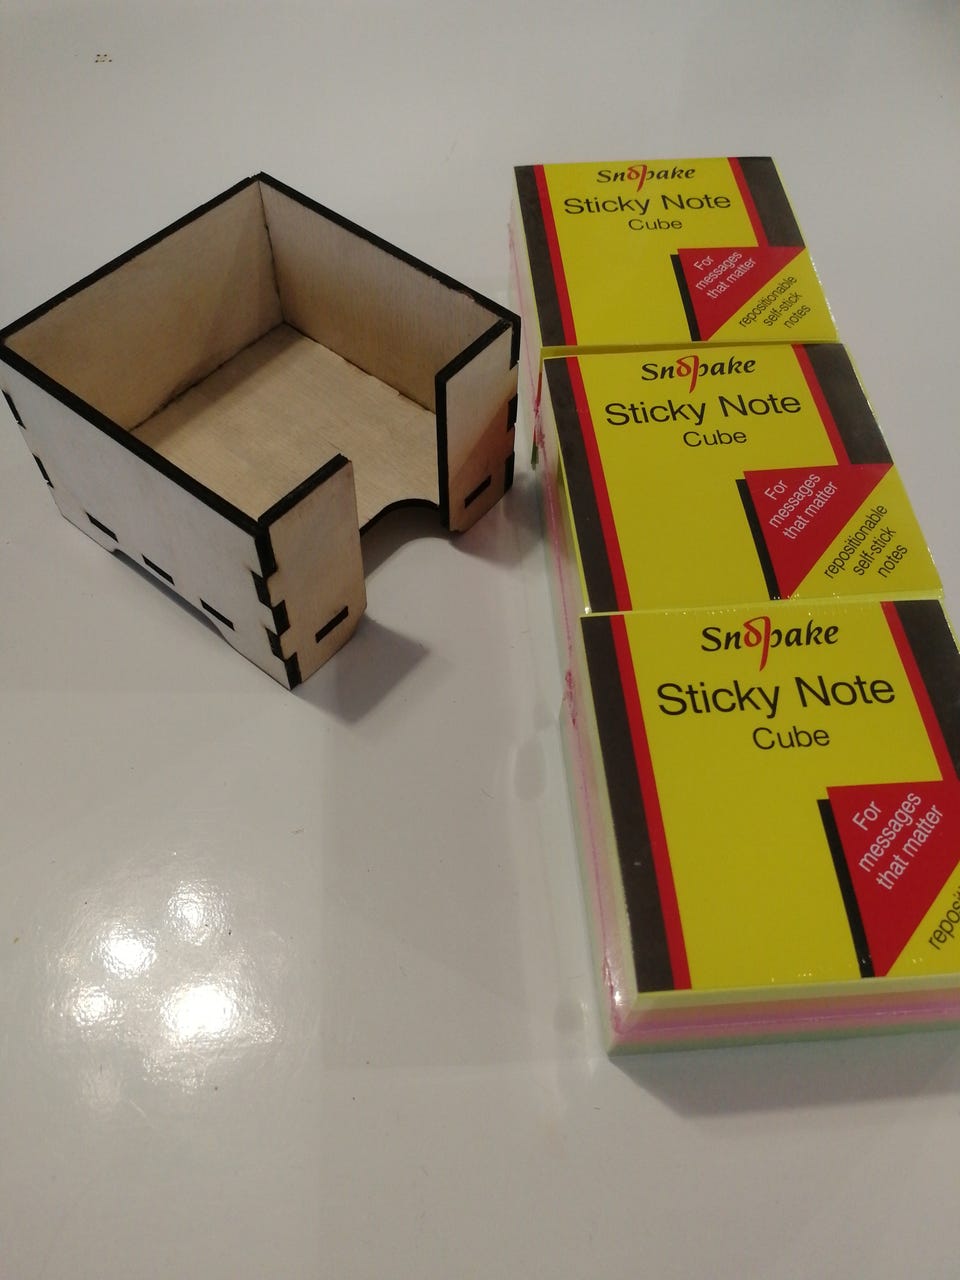 Snopake
Sticky Note
Cube
For
messages
that matter
repositionable
self-stick
notes
Snopake
Sticky Note
Cube
For
messages
that matter
repositionable
self-stick
notes
Snopake
Sticky Note
Cube
For
messages
that matter